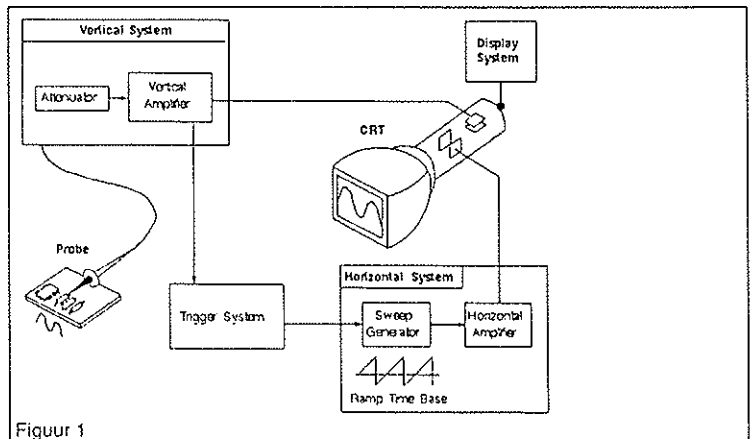 Vertical System
Attenuator
Vertical
Amplifier
Display
System
CRT
Probe
Trigger System
Horizontal System
Sweep
Generator
Horizontal
Amplifier
Ramp Time Base
Figuur 1